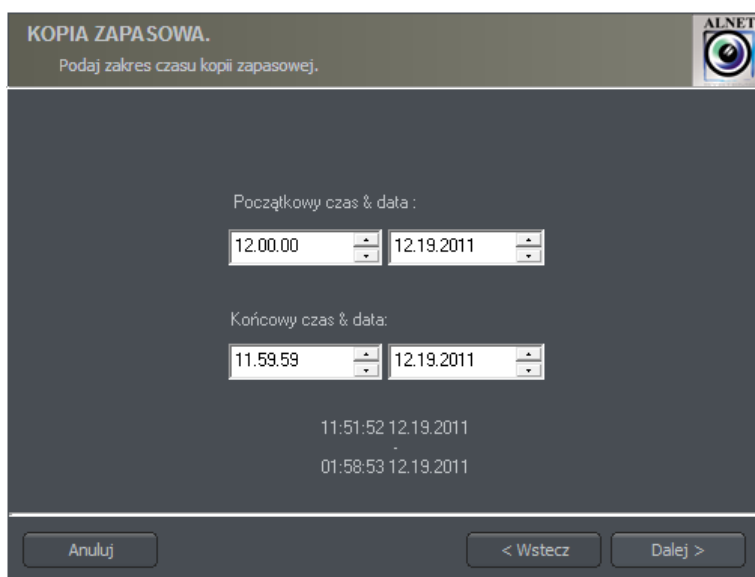 KOPIA ZAPASOWA.
ALNET
Podaj zakres czasu kopii zapasowej.
Początkowy czas & data :
12.00.00 12.19.2011
Końcowy czas & data:
11.59.59 12.19.2011
11:51:52 12.19.2011
-
01:58:53 12.19.2011
Anuluj < Wstecz Dalej >